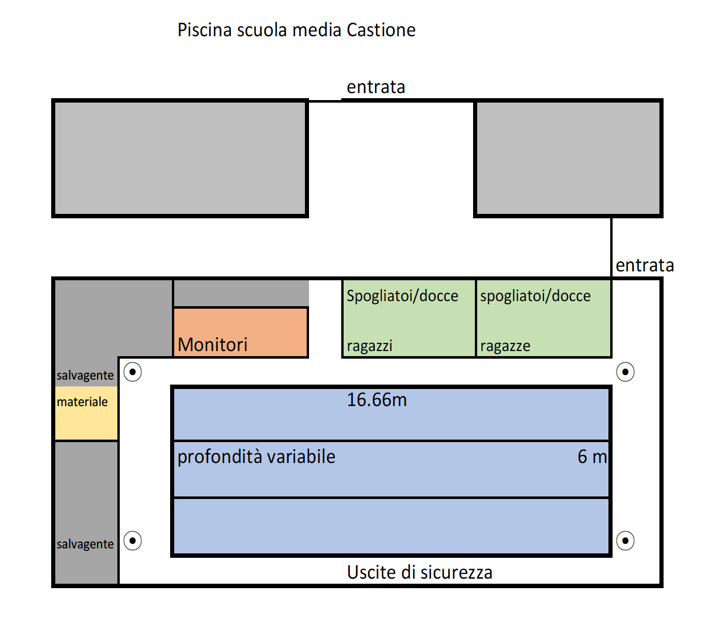 Piscina scuola media Castione
entrata
entrata
Spogliatoi/docce
spogliatoi/docce
Monitori
ragazzi
ragazze
salvagente
materiale
16.66m
profondità variabile
6 m
salvagente
Uscite di sicurezza